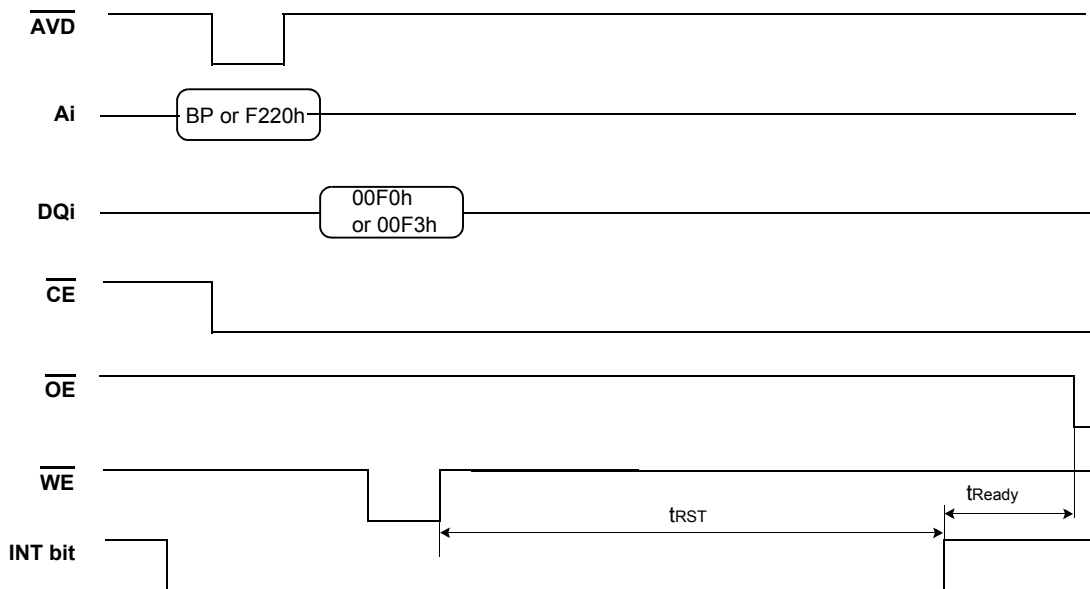 AVD
Ai
BP or F220h
DQi
00F0h
or 00F3h
CE
OE
WE
tRST
tReady
INT bit